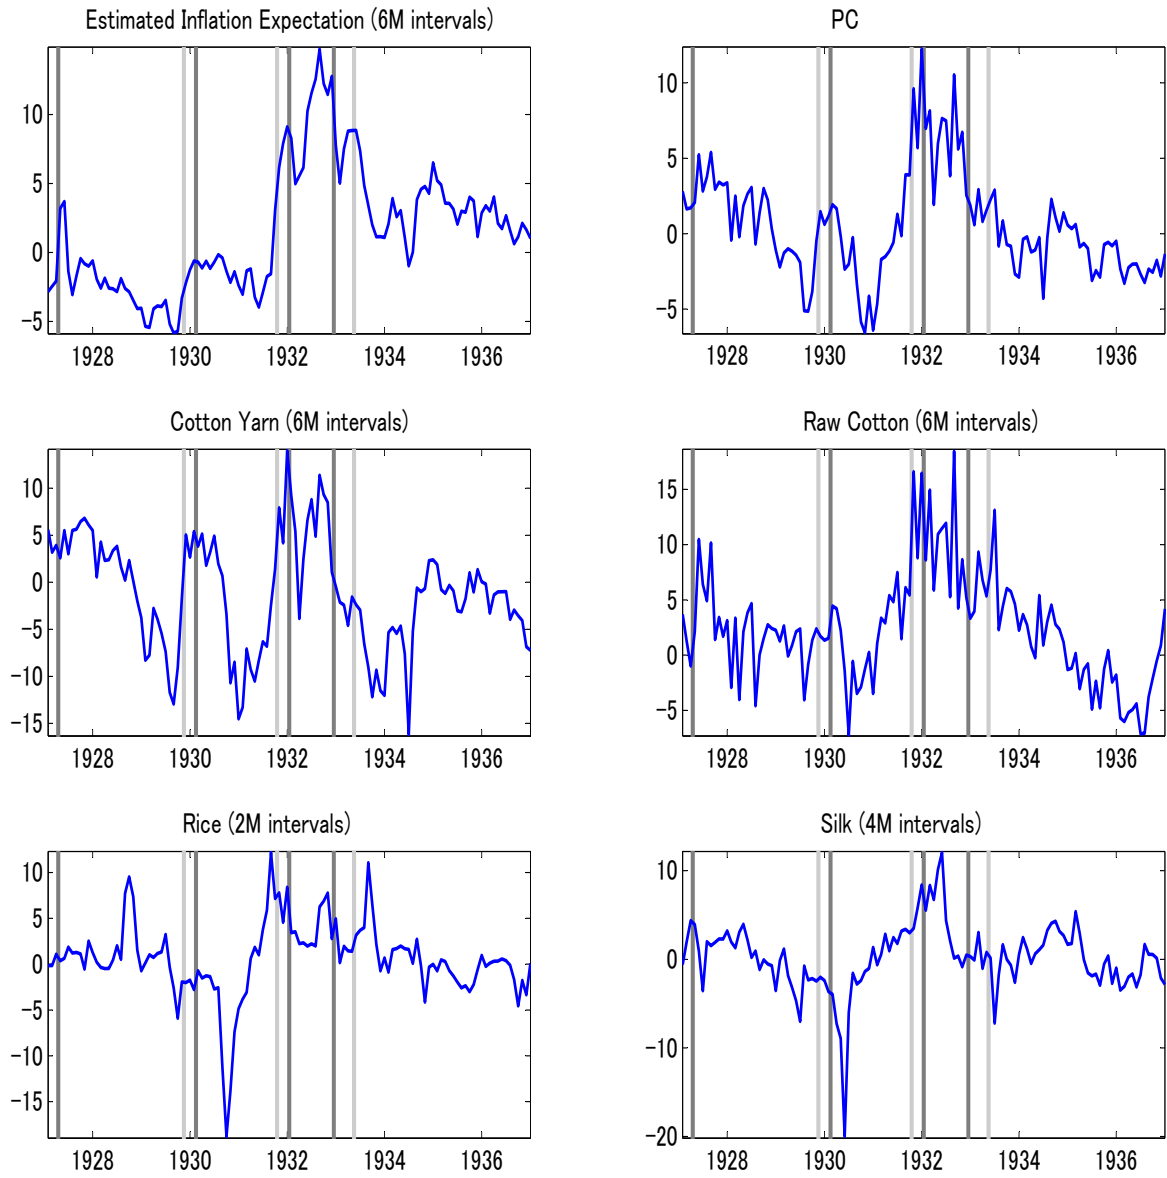 Estimated Inflation Expectation (6M intervals)
10
5
0
−5
1928 1930 1932 1934 1936
PC
10
5
0
−5
1928 1930 1932 1934 1936
Cotton Yarn (6M intervals)
10
5
0
−5
−10
−15
1928 1930 1932 1934 1936
Raw Cotton (6M intervals)
15
10
5
0
−5
1928 1930 1932 1934 1936
Rice (2M intervals)
10
5
0
−5
−10
−15
1928 1930 1932 1934 1936
Silk (4M intervals)
10
0
−10
−20
1928 1930 1932 1934 1936